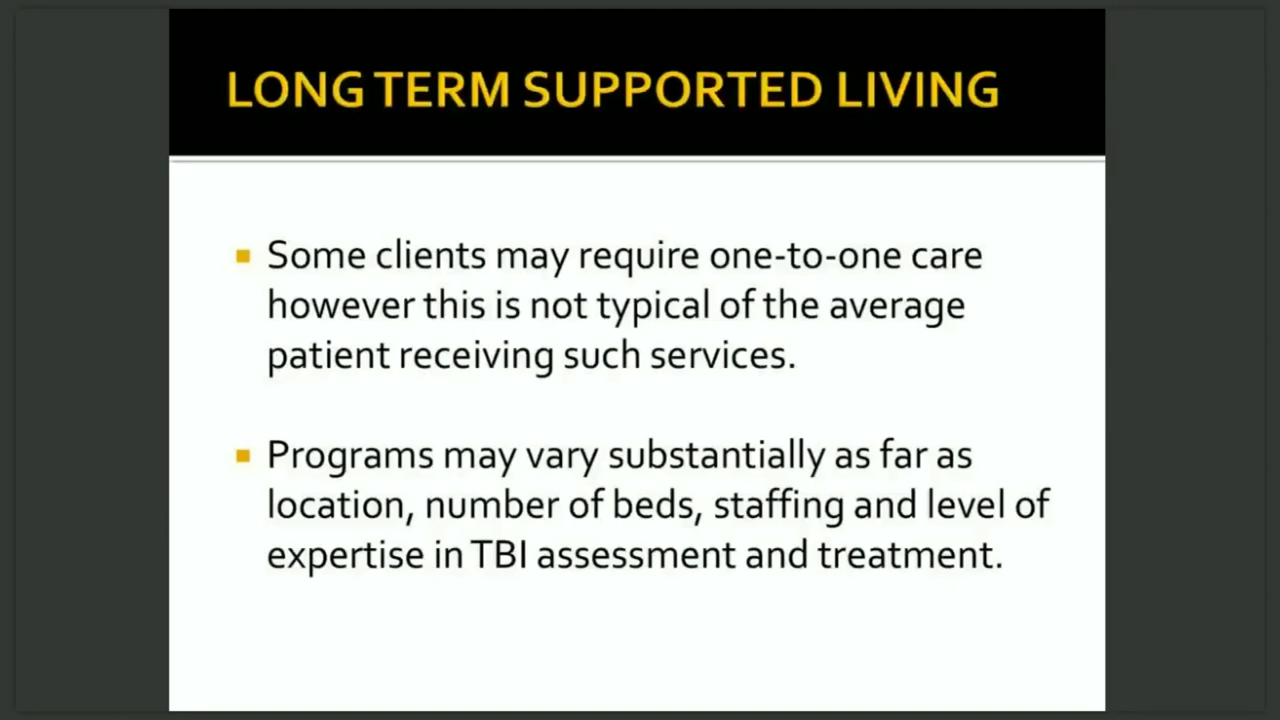 LONG TERM SUPPORTED LIVING
Some clients may require one-to-one care
however this is not typical of the average
patient receiving such services.
Programs may vary substantially as far as
location, number of beds, staffing and level of
expertise in TBI assessment and treatment.